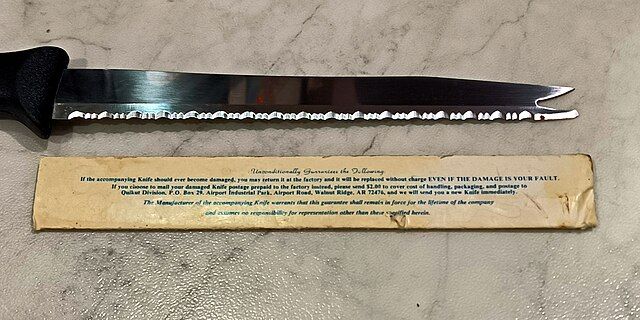 Unconditionally Guarantees the Following
If the accompanying Knife should ever become damaged, you may return it at the factory and it will be replaced without charge EVEN IF THE DAMAGE IS YOUR FAULT.
If you choose to mail your damaged Knife postage prepaid to the factory instead, please send $2.00 to cover cost of handling, packaging, and postage to
Quikut Division, P.O. Box 29, Airport Industrial Park, Airport Road, Walnut Ridge, AR 72476, and we will send you a new Knife immediately.
The Manufacturer of the accompanying Knife warrants that this guarantee shall remain in force for the lifetime of the company
and assumes no responsibility for representation other than those specified herein.